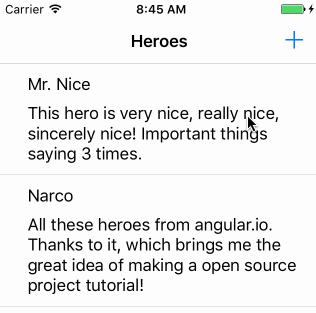 Carrier 8:45 AM
Heroes
Mr. Nice
This hero is very nice, really nice,
sincerely nice! Important things
saying 3 times.
Narco
All these heroes from angular.io.
Thanks to it, which brings me the
great idea of making a open source
project tutorial!